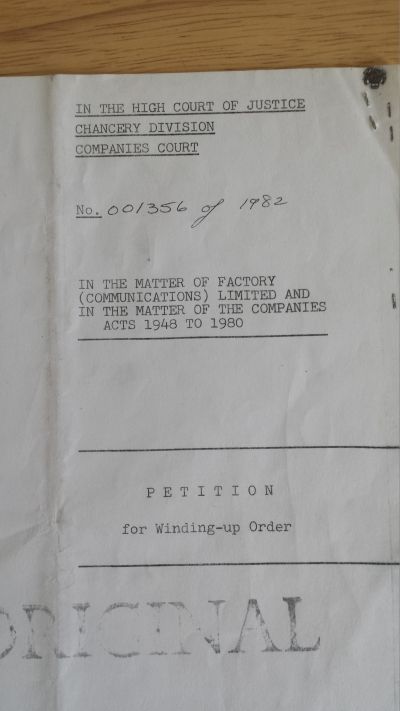 IN THE HIGH COURT OF JUSTICE
CHANCERY DIVISION
COMPANIES COURT
No. 001356 of 1982
IN THE MATTER OF FACTORY
(COMMUNICATIONS) LIMITED AND
IN THE MATTER OF THE COMPANIES
ACTS 1948 TO 1980
P E T I T I O N
for Winding-up Order
ORIGINAL